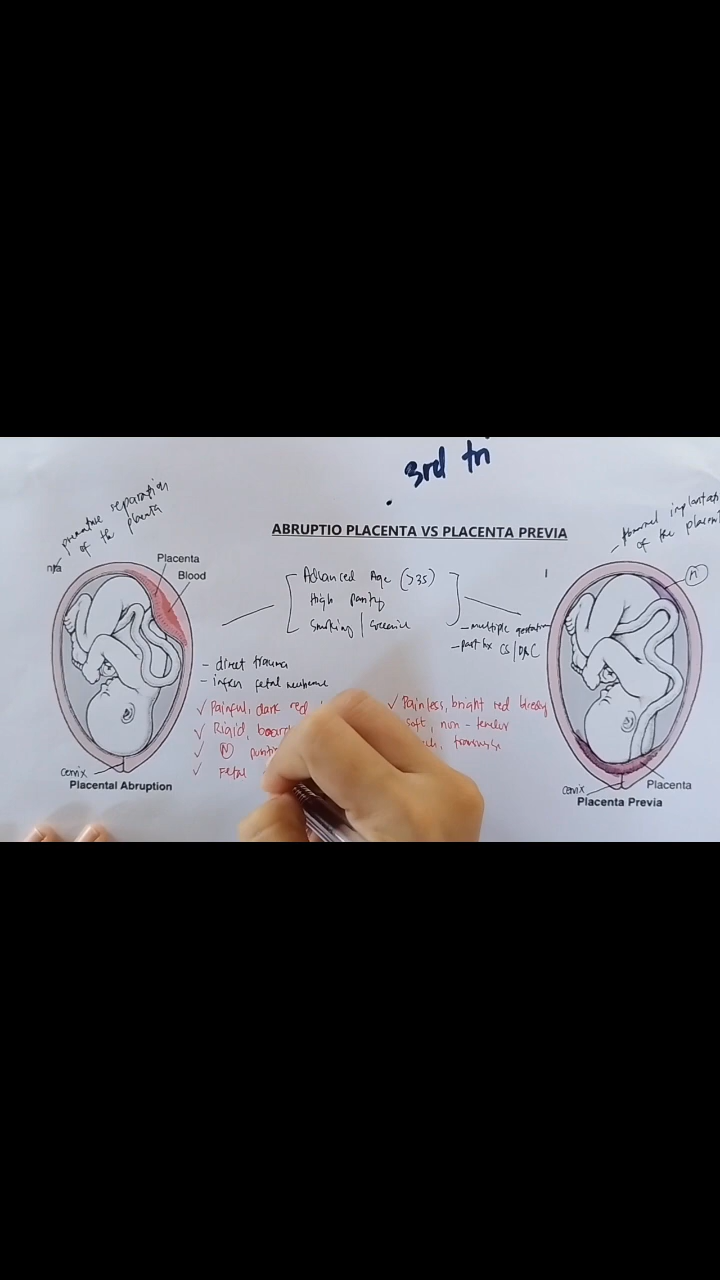 3rd tri
ABRUPTIO PLACENTA VS PLACENTA PREVIA
premature separation
of the placenta
n/a
Placenta
Blood
cervix
Placental Abruption
Advanced Age (>35)
High parity
Smoking / cocaine
- direct trauma
- infxn fetal membrane
- multiple gestation
- past hx CS/D&C
✓ Painful, dark red
✓ Rigid, board
✓ N
✓ Fetal
✓ Painless, bright red bleeding
soft, non-tender
transverse
implantation
of the placenta
N
cervix
Placenta
Placenta Previa